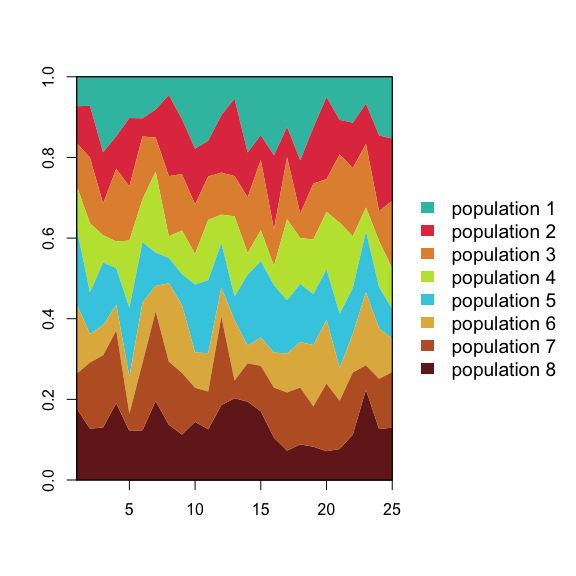 1.0
0.8
0.6
0.4
0.2
0.0
5 10 15 20 25
population 1
population 2
population 3
population 4
population 5
population 6
population 7
population 8